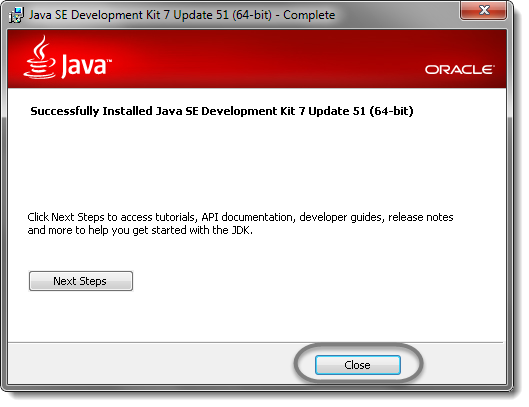 Java SE Development Kit 7 Update 51 (64-bit) - Complete
Java™
ORACLE®
Successfully Installed Java SE Development Kit 7 Update 51 (64-bit)
Click Next Steps to access tutorials, API documentation, developer guides, release notes
and more to help you get started with the JDK.
Next Steps
Close